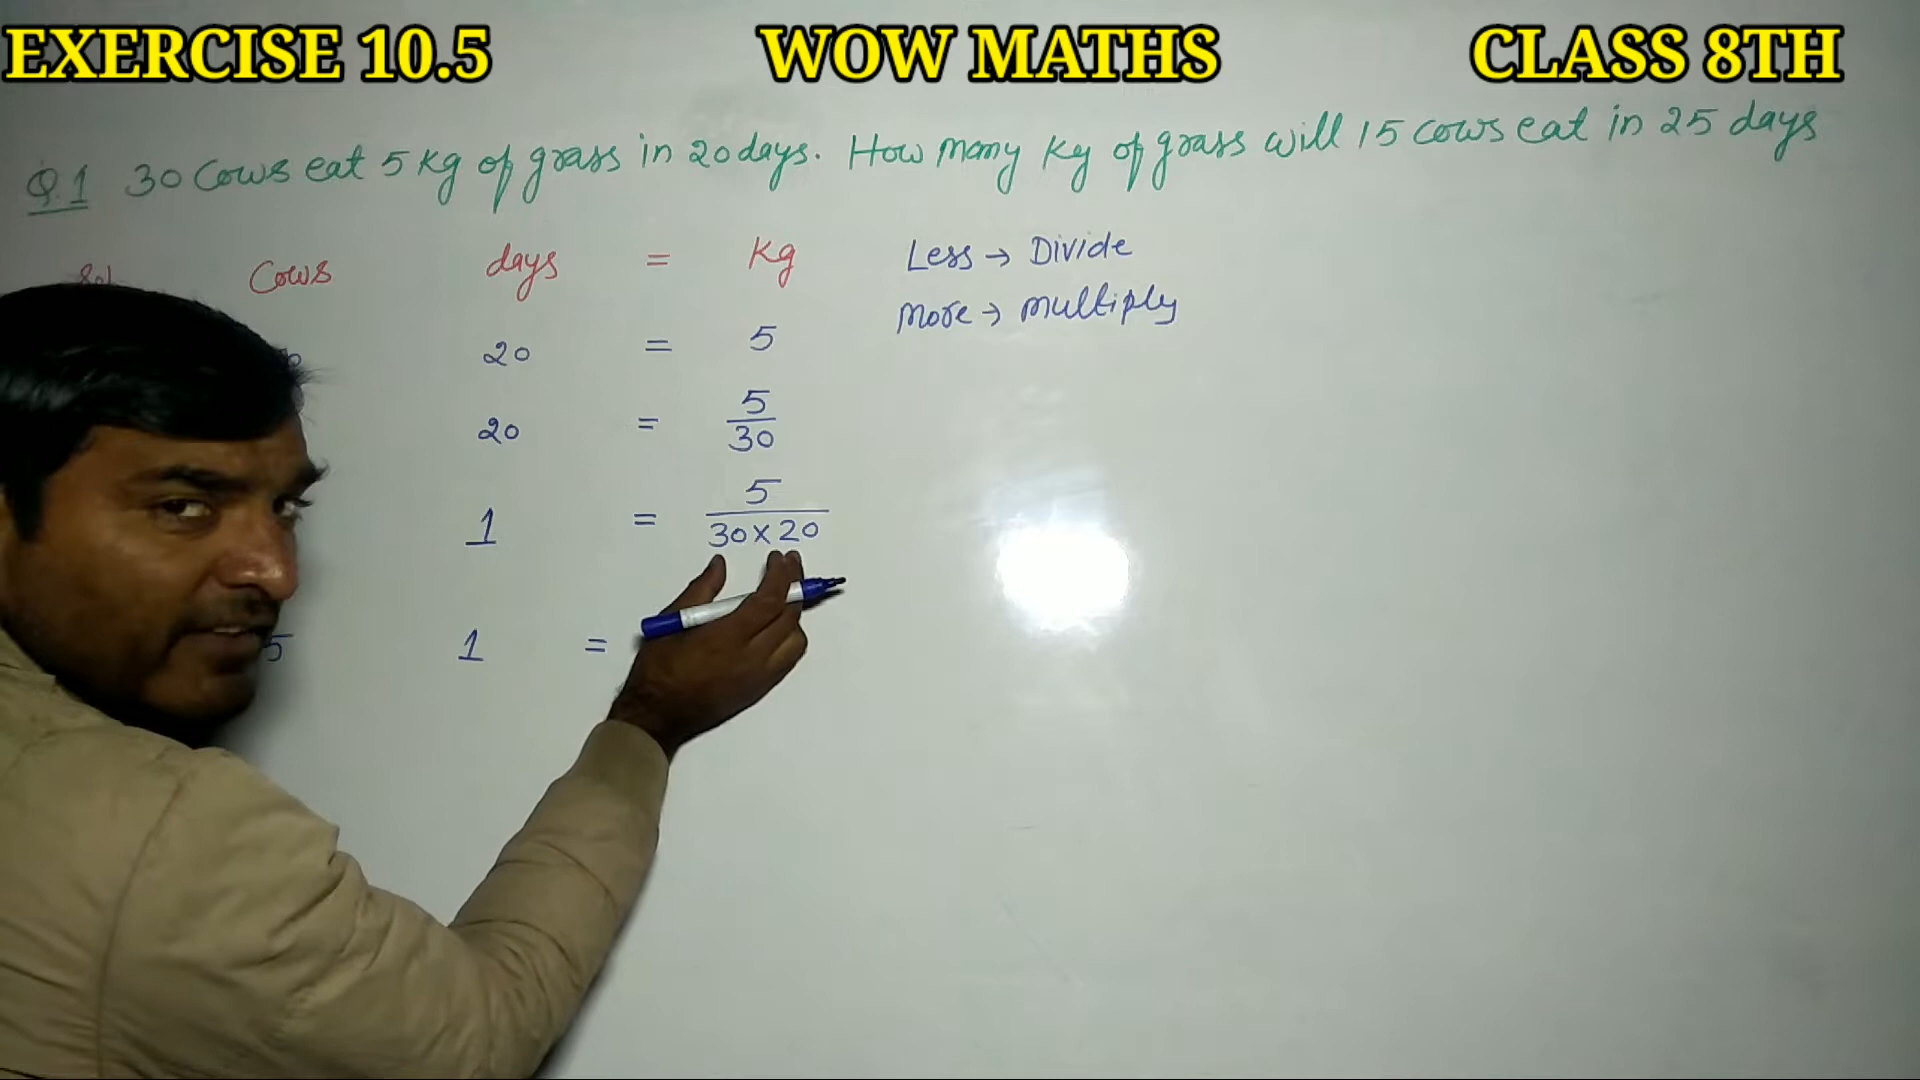 EXERCISE 10.5 WOW MATHS CLASS 8TH
Q.1 30 Cows eat 5 kg of grass in 20 days. How many kg of grass will 15 cows eat in 25 days
Cows days = kg
20 = 5
20 = 5/30
1 = 5/30×20
5 1 =
Less → Divide
More → multiply